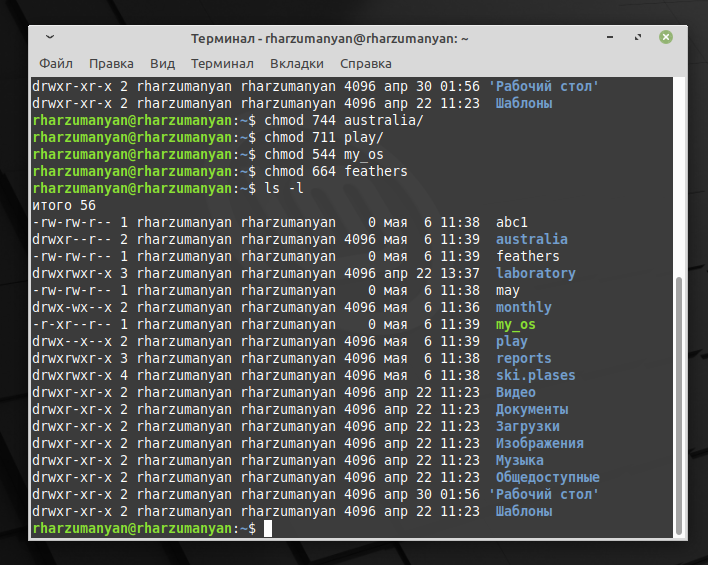 Терминал - rharzumanyan@rharzumanyan: ~
Файл Правка Вид Терминал Вкладки Справка
drwxr-xr-x 2 rharzumanyan rharzumanyan 4096 апр 30 01:56 'Рабочий стол'
drwxr-xr-x 2 rharzumanyan rharzumanyan 4096 апр 22 11:23  Шаблоны
rharzumanyan@rharzumanyan:~$ chmod 744 australia/
rharzumanyan@rharzumanyan:~$ chmod 711 play/
rharzumanyan@rharzumanyan:~$ chmod 544 my_os
rharzumanyan@rharzumanyan:~$ chmod 664 feathers
rharzumanyan@rharzumanyan:~$ ls -l
итого 56
-rw-rw-r-- 1 rharzumanyan rharzumanyan    0 мая  6 11:38  abc1
drwxr--r-- 2 rharzumanyan rharzumanyan 4096 мая  6 11:39  australia
-rw-rw-r-- 1 rharzumanyan rharzumanyan    0 мая  6 11:39  feathers
drwxrwxr-x 3 rharzumanyan rharzumanyan 4096 апр 22 13:37  laboratory
-rw-rw-r-- 1 rharzumanyan rharzumanyan    0 мая  6 11:38  may
drwx-wx--x 2 rharzumanyan rharzumanyan 4096 мая  6 11:36  monthly
-r-xr--r-- 1 rharzumanyan rharzumanyan    0 мая  6 11:39  my_os
drwx--x--x 2 rharzumanyan rharzumanyan 4096 мая  6 11:39  play
drwxrwxr-x 3 rharzumanyan rharzumanyan 4096 мая  6 11:38  reports
drwxrwxr-x 4 rharzumanyan rharzumanyan 4096 мая  6 11:38  ski.plases
drwxr-xr-x 2 rharzumanyan rharzumanyan 4096 апр 22 11:23  Видео
drwxr-xr-x 2 rharzumanyan rharzumanyan 4096 апр 22 11:23  Документы
drwxr-xr-x 2 rharzumanyan rharzumanyan 4096 апр 22 11:23  Загрузки
drwxr-xr-x 2 rharzumanyan rharzumanyan 4096 апр 22 11:23  Изображения
drwxr-xr-x 2 rharzumanyan rharzumanyan 4096 апр 22 11:23  Музыка
drwxr-xr-x 2 rharzumanyan rharzumanyan 4096 апр 22 11:23  Общедоступные
drwxr-xr-x 2 rharzumanyan rharzumanyan 4096 апр 30 01:56 'Рабочий стол'
drwxr-xr-x 2 rharzumanyan rharzumanyan 4096 апр 22 11:23  Шаблоны
rharzumanyan@rharzumanyan:~$